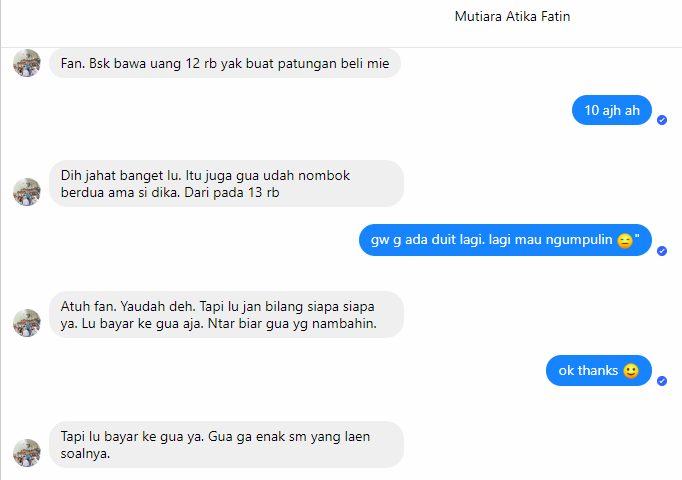 Mutiara Atika Fatin
Fan. Bsk bawa uang 12 rb yak buat patungan beli mie
10 ajh ah
Dih jahat banget lu. Itu juga gua udah nombok
berdua ama si dika. Dari pada 13 rb
gw g ada duit lagi. lagi mau ngumpulin 😑"
Atuh fan. Yaudah deh. Tapi lu jan bilang siapa siapa
ya. Lu bayar ke gua aja. Ntar biar gua yg nambahin.
ok thanks 🙂
Tapi lu bayar ke gua ya. Gua ga enak sm yang laen
soalnya.